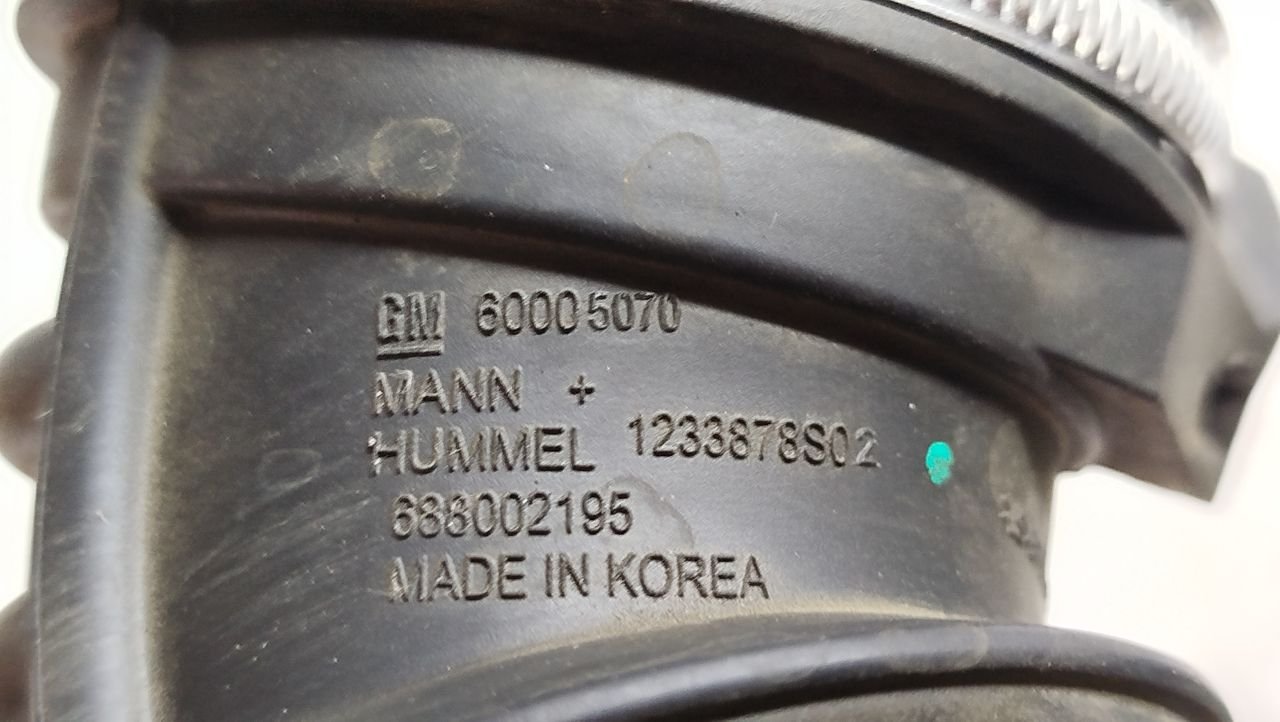 GM 60005070
MANN +
HUMMEL 1233878S02
688002195
MADE IN KOREA